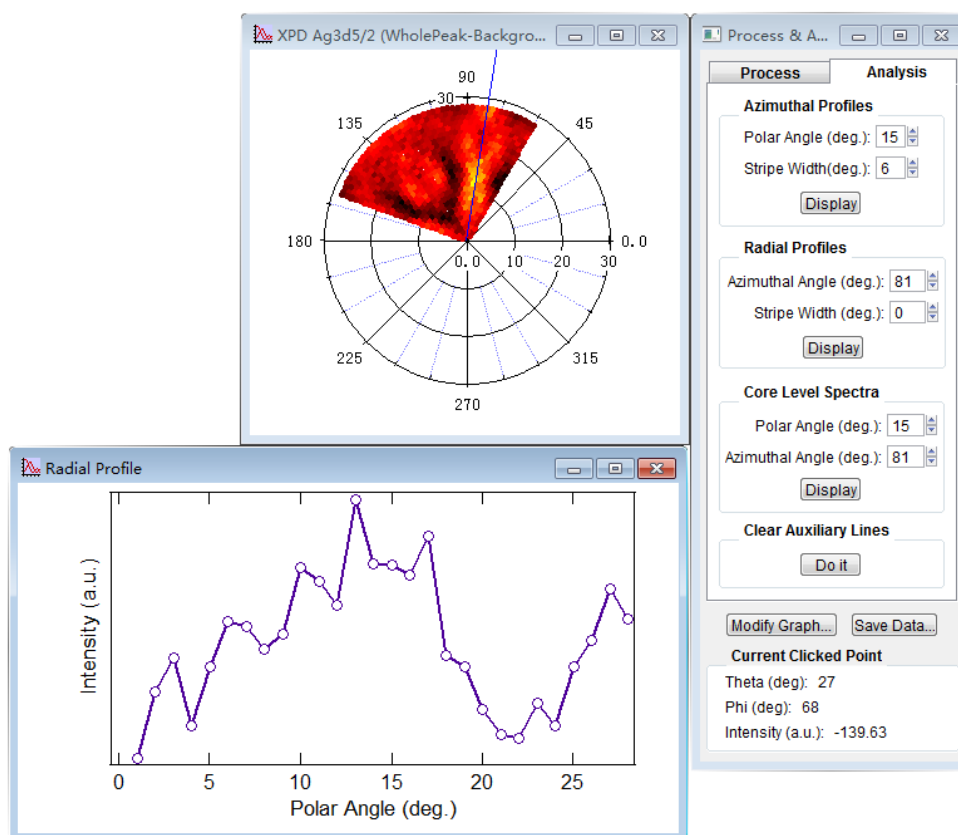 XPD Ag3d5/2 (WholePeak-Backgro...
90
30
135
45
180
0.0
0.0 10 20 30
225
315
270
Process & A...
Process Analysis
Azimuthal Profiles
Polar Angle (deg.): 15
Stripe Width(deg.): 6
Display
Radial Profiles
Azimuthal Angle (deg.): 81
Stripe Width (deg.): 0
Display
Core Level Spectra
Polar Angle (deg.): 15
Azimuthal Angle (deg.): 81
Display
Clear Auxiliary Lines
Do it
Modify Graph... Save Data...
Current Clicked Point
Theta (deg): 27
Phi (deg): 68
Intensity (a.u.): -139.63
Radial Profile
Intensity (a.u.)
0 5 10 15 20 25
Polar Angle (deg.)